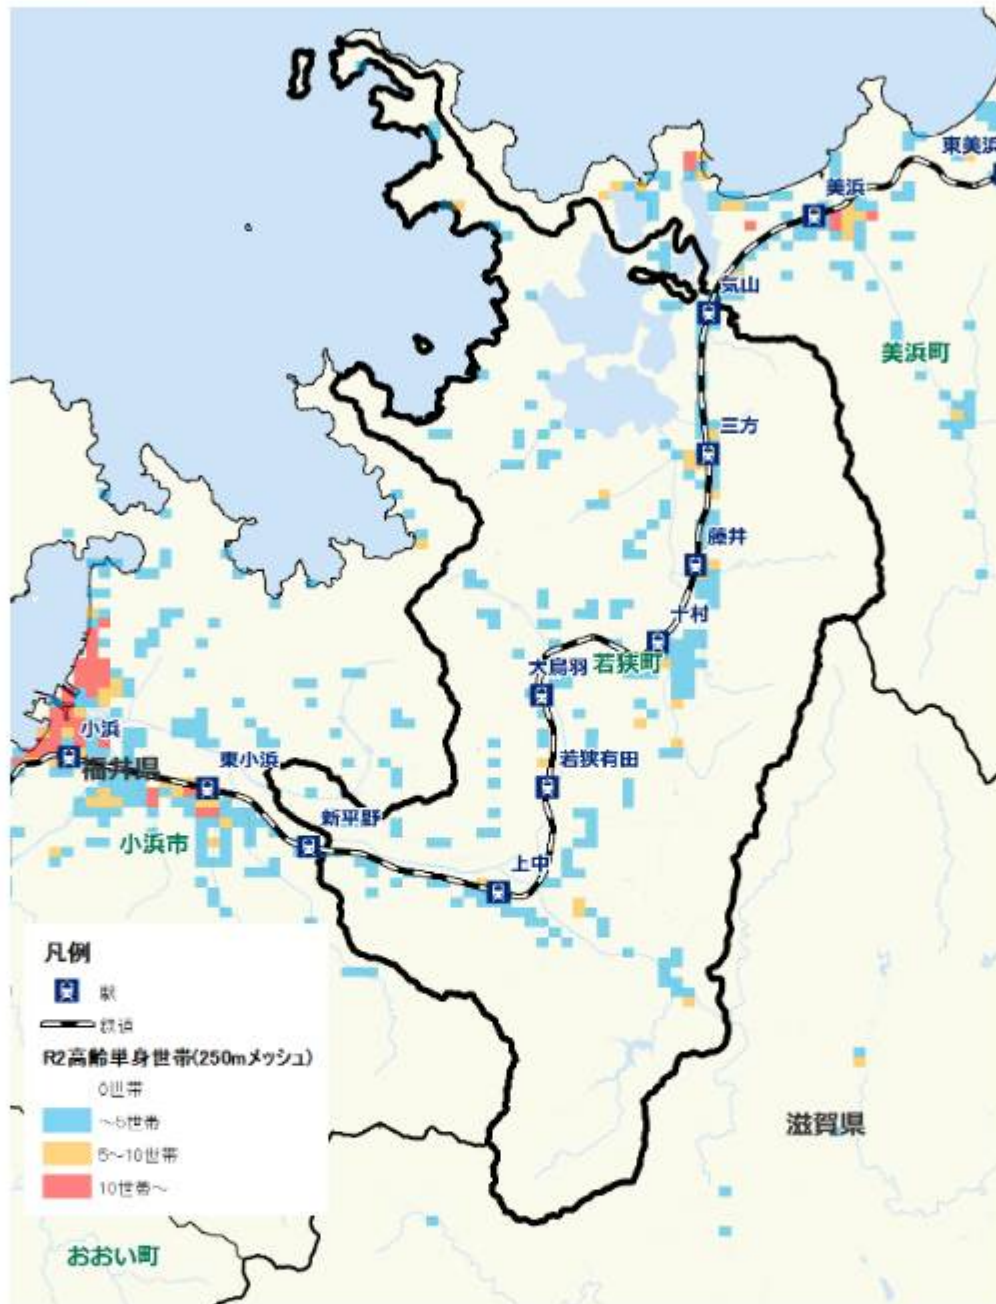 東美浜
美浜
気山
美浜町
三方
藤井
十村
大鳥羽
若狭町
小浜
福井県
東小浜
若狭有田
新平野
小浜市
上中
凡例
駅
鉄道
R2高齢単身世帯(250mメッシュ)
0世帯
～5世帯
5～10世帯
10世帯～
滋賀県
おおい町